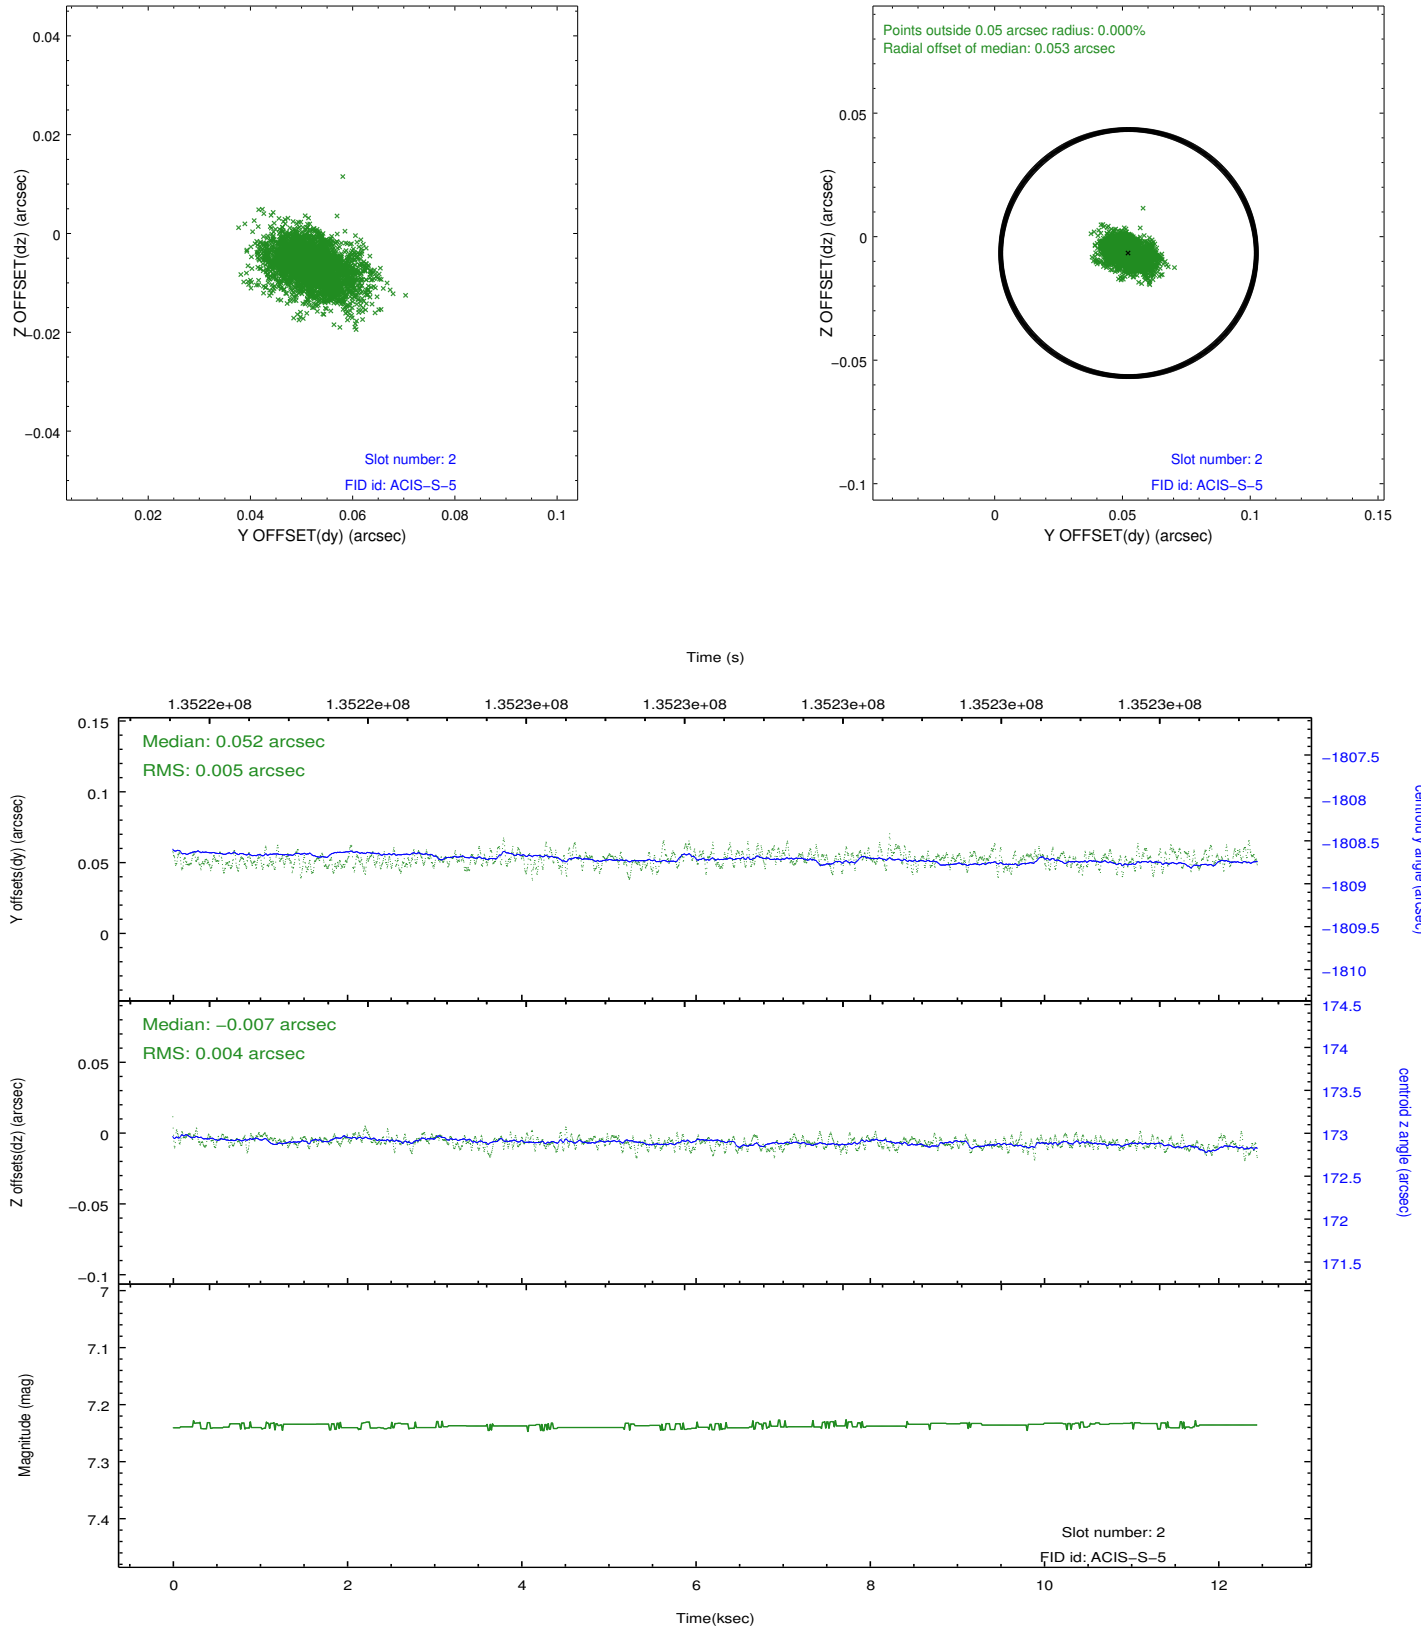 0.04
0.02
0
−0.02
−0.04
Z OFFSET(dz) (arcsec)
Slot number: 2
FID id: ACIS−S−5
0.02 0.04 0.06 0.08 0.1
Y OFFSET(dy) (arcsec)
Points outside 0.05 arcsec radius: 0.000%
Radial offset of median: 0.053 arcsec
0.05
0
−0.05
−0.1
Z OFFSET(dz) (arcsec)
Slot number: 2
FID id: ACIS−S−5
0 0.05 0.1 0.15
Y OFFSET(dy) (arcsec)
Time (s)
1.3522e+08 1.3522e+08 1.3523e+08 1.3523e+08 1.3523e+08 1.3523e+08 1.3523e+08
Median: 0.052 arcsec
RMS: 0.005 arcsec
0.15
0.1
0.05
0
Y offsets(dy) (arcsec)
−1807.5
−1808
−1808.5
−1809
−1809.5
−1810
centroid y angle (arcsec)
Median: −0.007 arcsec
RMS: 0.004 arcsec
0.05
0
−0.05
−0.1
Z offsets(dz) (arcsec)
174.5
174
173.5
173
172.5
172
171.5
centroid z angle (arcsec)
7
7.1
7.2
7.3
7.4
Magnitude (mag)
Slot number: 2
FID id: ACIS−S−5
0 2 4 6 8 10 12
Time(ksec)